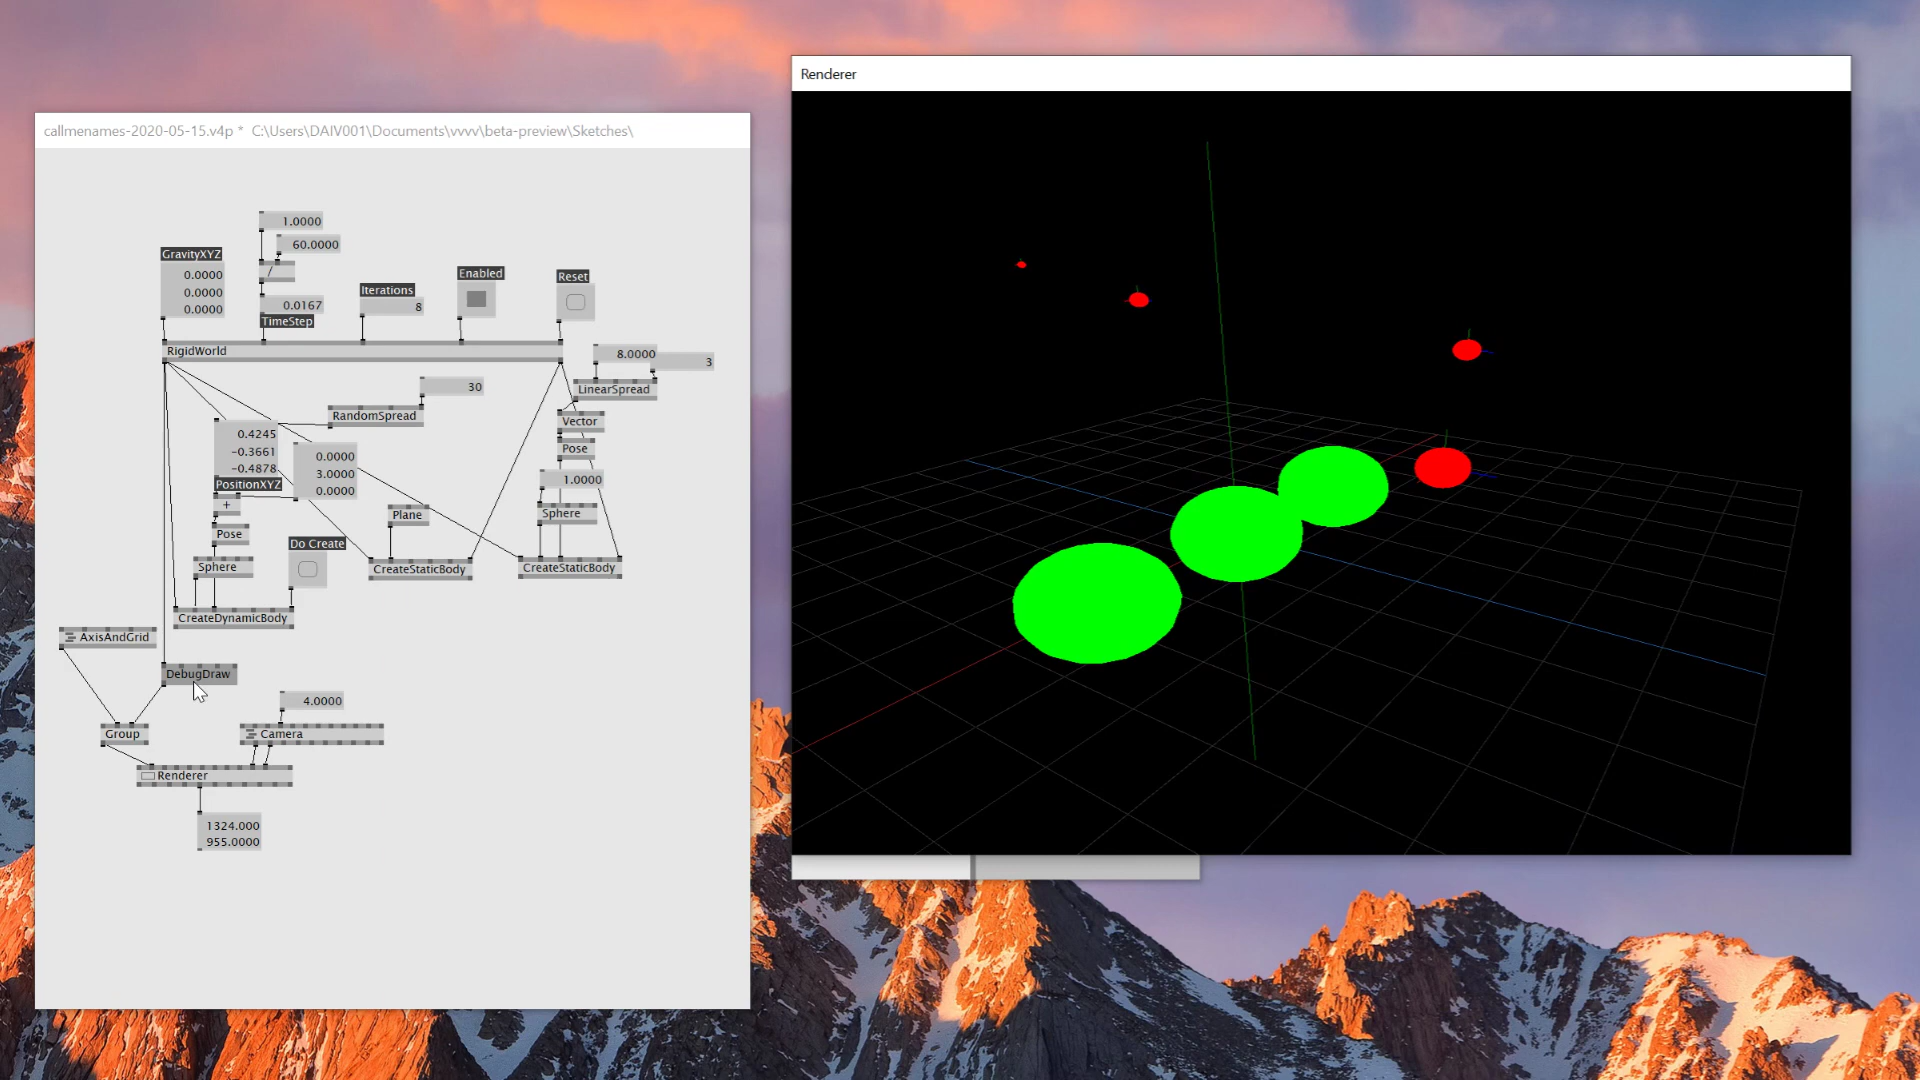 Renderer
callmenames-2020-05-15.v4p *  C:\Users\DAIV001\Documents\vvvv\beta-preview\Sketches\
1.0000
60.0000
GravityXYZ
0.0000
0.0000
0.0000
/
0.0167
TimeStep
Iterations
8
Enabled
Reset
RigidWorld
8.0000
3
LinearSpread
30
RandomSpread
Vector
Pose
0.4245
-0.3661
-0.4878
PositionXYZ
0.0000
3.0000
0.0000
1.0000
Sphere
+
Pose
Plane
Do Create
Sphere
CreateStaticBody
CreateStaticBody
CreateDynamicBody
AxisAndGrid
DebugDraw
4.0000
Group
Camera
Renderer
1324.000
955.0000